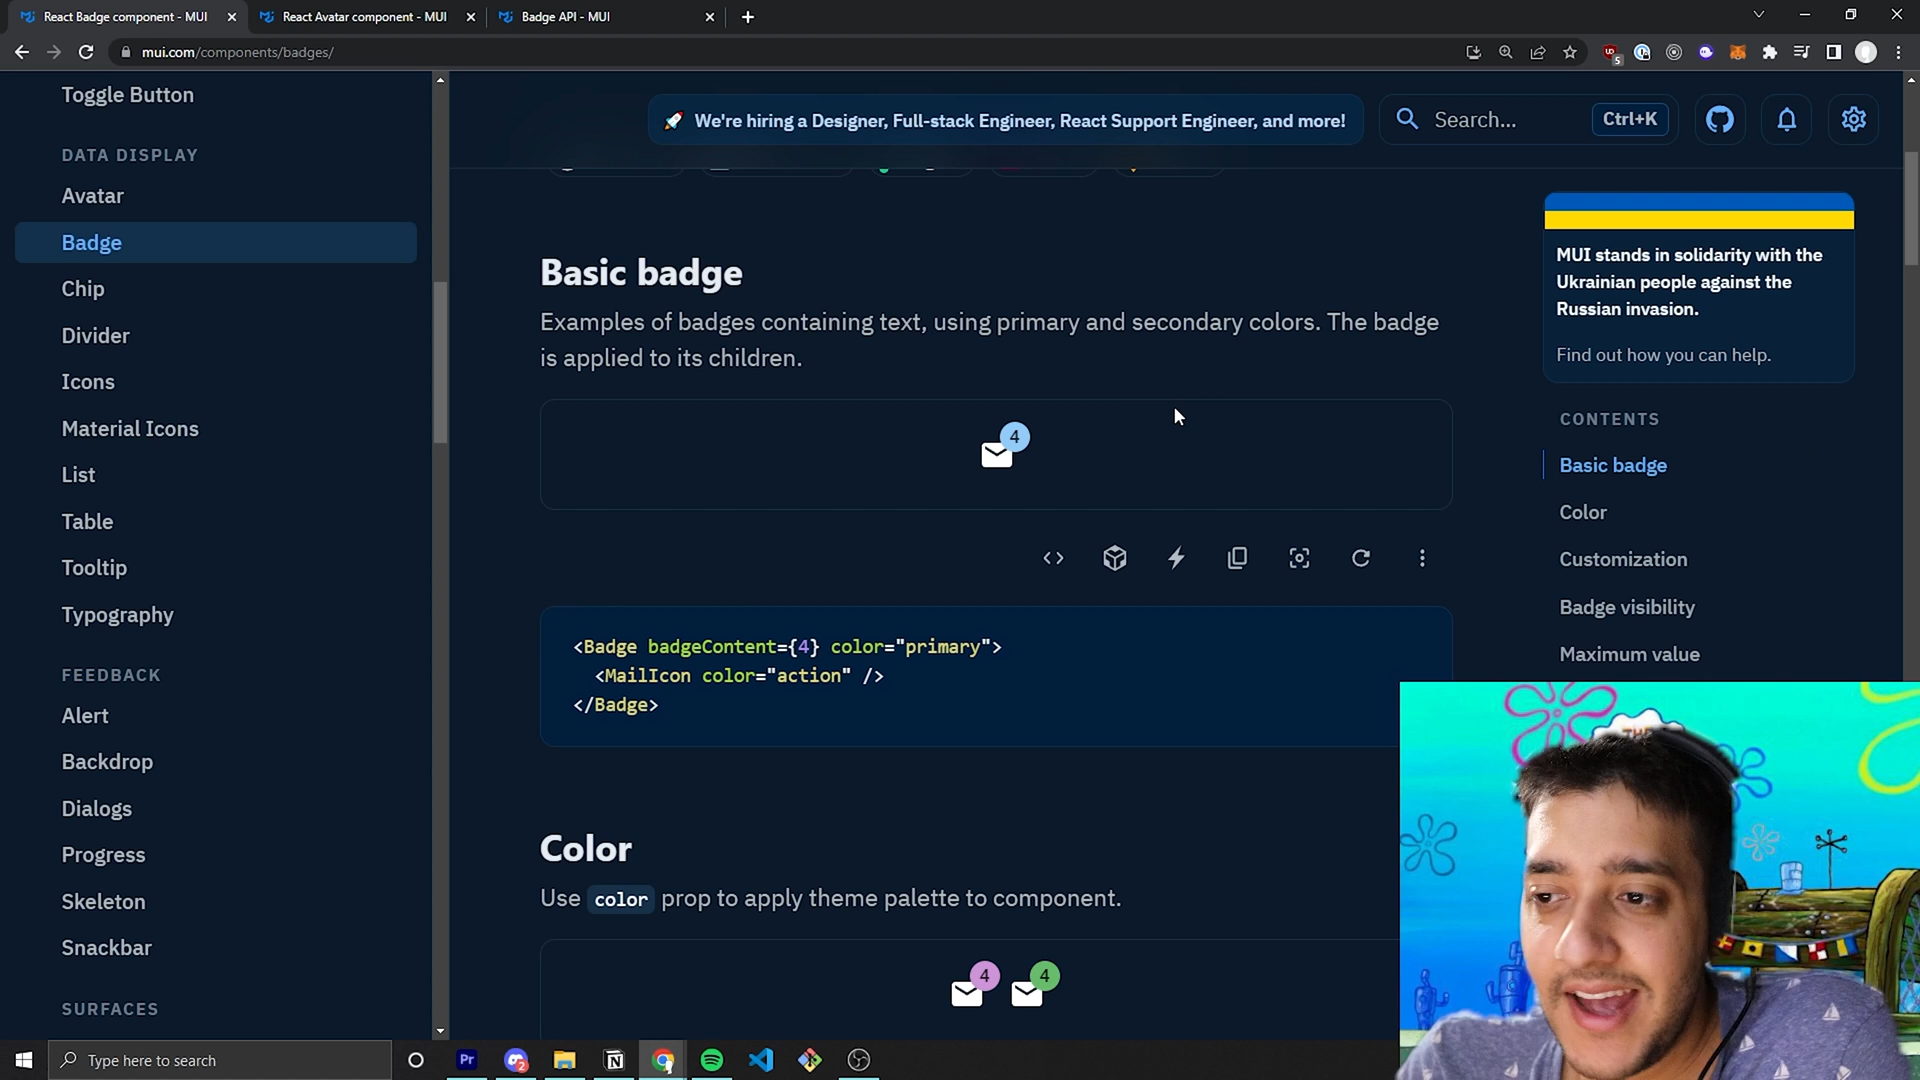 React Badge component - MUI
React Avatar component - MUI
Badge API - MUI
mui.com/components/badges/
5
Toggle Button
DATA DISPLAY
Avatar
Badge
Chip
Divider
Icons
Material Icons
List
Table
Tooltip
Typography
FEEDBACK
Alert
Backdrop
Dialogs
Progress
Skeleton
Snackbar
SURFACES
We're hiring a Designer, Full-stack Engineer, React Support Engineer, and more!
Search...
Ctrl+K
Basic badge
Examples of badges containing text, using primary and secondary colors. The badge
is applied to its children.
4
<Badge badgeContent={4} color="primary">
<MailIcon color="action" />
</Badge>
Color
Use color prop to apply theme palette to component.
4
4
MUI stands in solidarity with the
Ukrainian people against the
Russian invasion.
Find out how you can help.
CONTENTS
Basic badge
Color
Customization
Badge visibility
Maximum value
THE
Type here to search
Pr
2